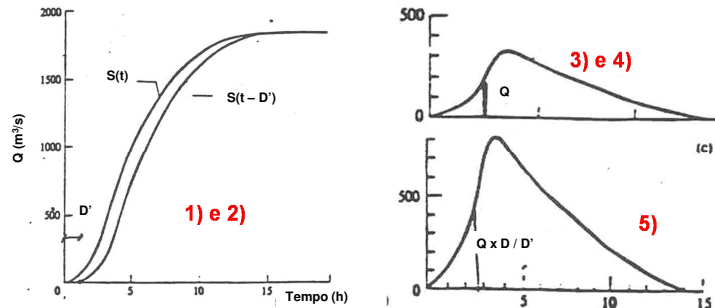 2000
1500
1000
500
0
Q (m³/s)
S(t)
S(t – D')
D'
1) e 2)
0
5
10
15
Tempo (h)
500
0
3) e 4)
Q
(c)
500
0
5)
Q x D / D'
5
10
15